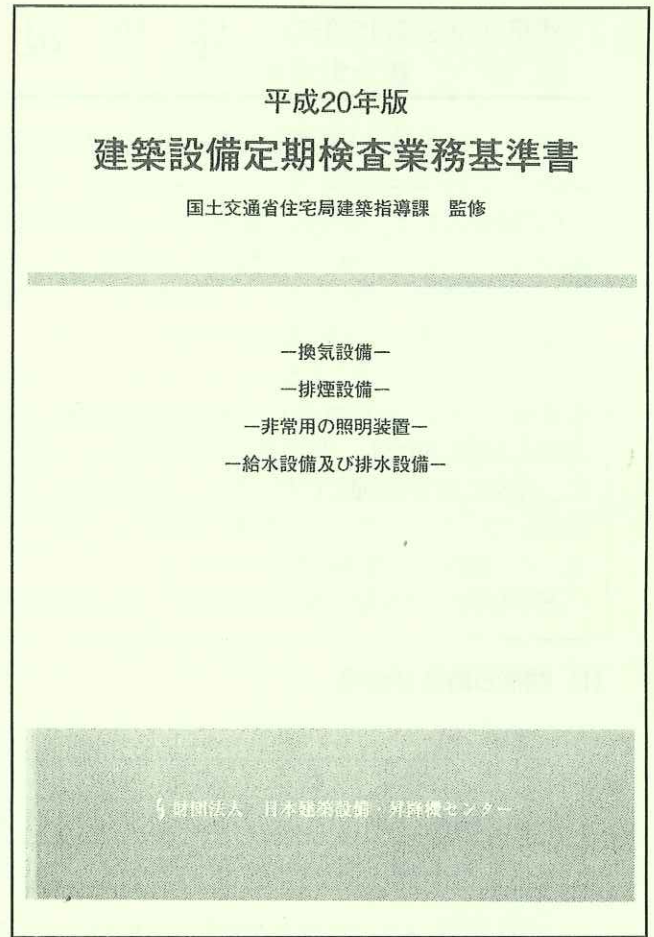 平成20年版
建築設備定期検査業務基準書
国土交通省住宅局建築指導課　監修
ー換気設備ー
ー排煙設備ー
ー非常用の照明装置ー
ー給水設備及び排水設備ー
財団法人　日本建築設備・昇降機センター